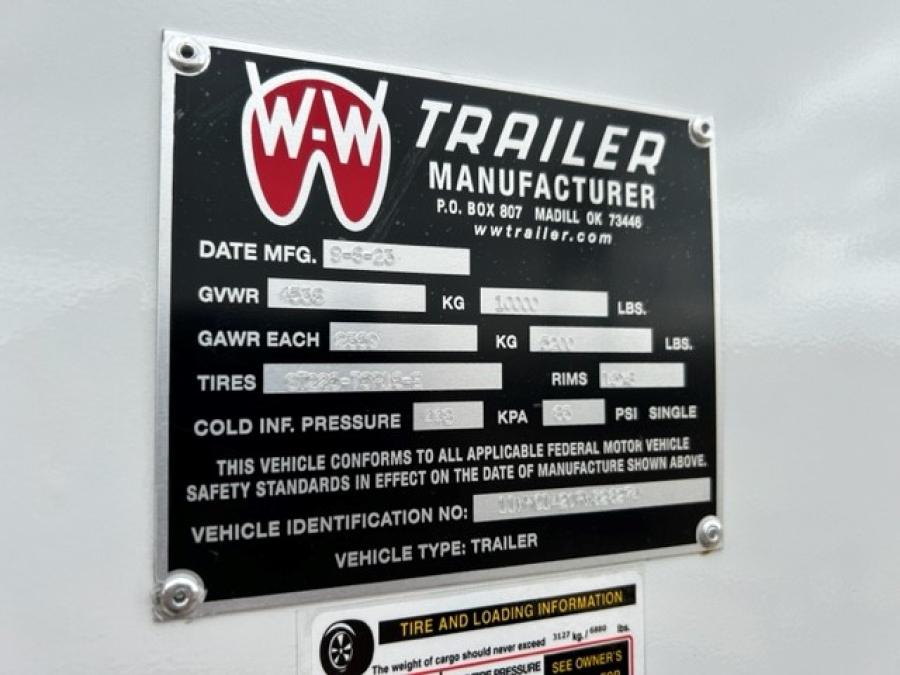 W-W
TRAILER
MANUFACTURER
P.O. BOX 807 MADILL OK 73446
wwtrailer.com
DATE MFG.
GVWR 4536 KG 10000 LBS.
GAWR EACH KG 5200 LBS.
TIRES RIMS
COLD INF. PRESSURE KPA PSI SINGLE
THIS VEHICLE CONFORMS TO ALL APPLICABLE FEDERAL MOTOR VEHICLE
SAFETY STANDARDS IN EFFECT ON THE DATE OF MANUFACTURE SHOWN ABOVE.
VEHICLE IDENTIFICATION NO:
VEHICLE TYPE: TRAILER
TIRE AND LOADING INFORMATION
The weight of cargo should never exceed 3127 kg./ 6880 lbs.
PRESSURE SEE OWNER'S